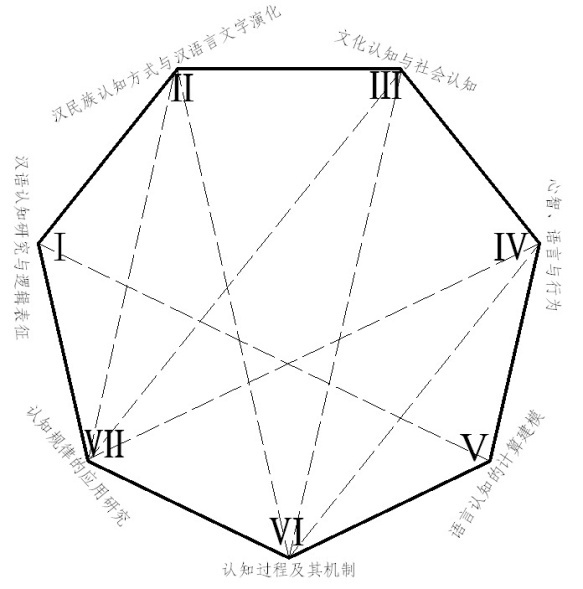 汉民族认知方式与汉语言文字演化
文化认知与社会认知
II
III
汉语认知研究与逻辑表征
I
IV
心智、语言与行为
认知规律的应用研究
VII
V
语言认知的计算建模
VI
认知过程及其机制